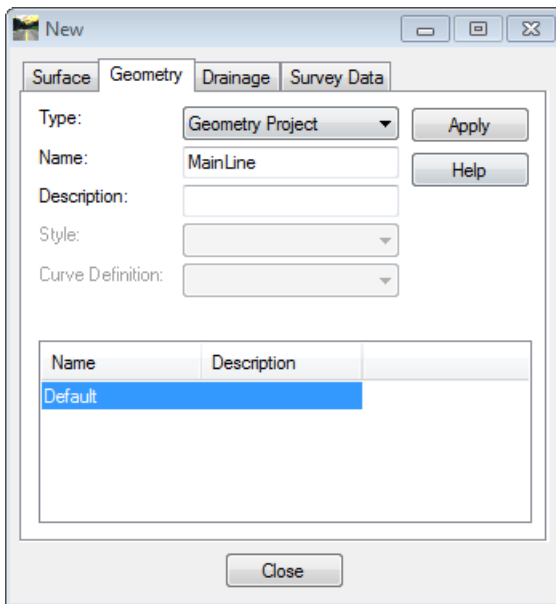 New
Surface Geometry Drainage Survey Data
Type: Geometry Project Apply
Name: MainLine Help
Description:
Style:
Curve Definition:
Name Description
Default
Close